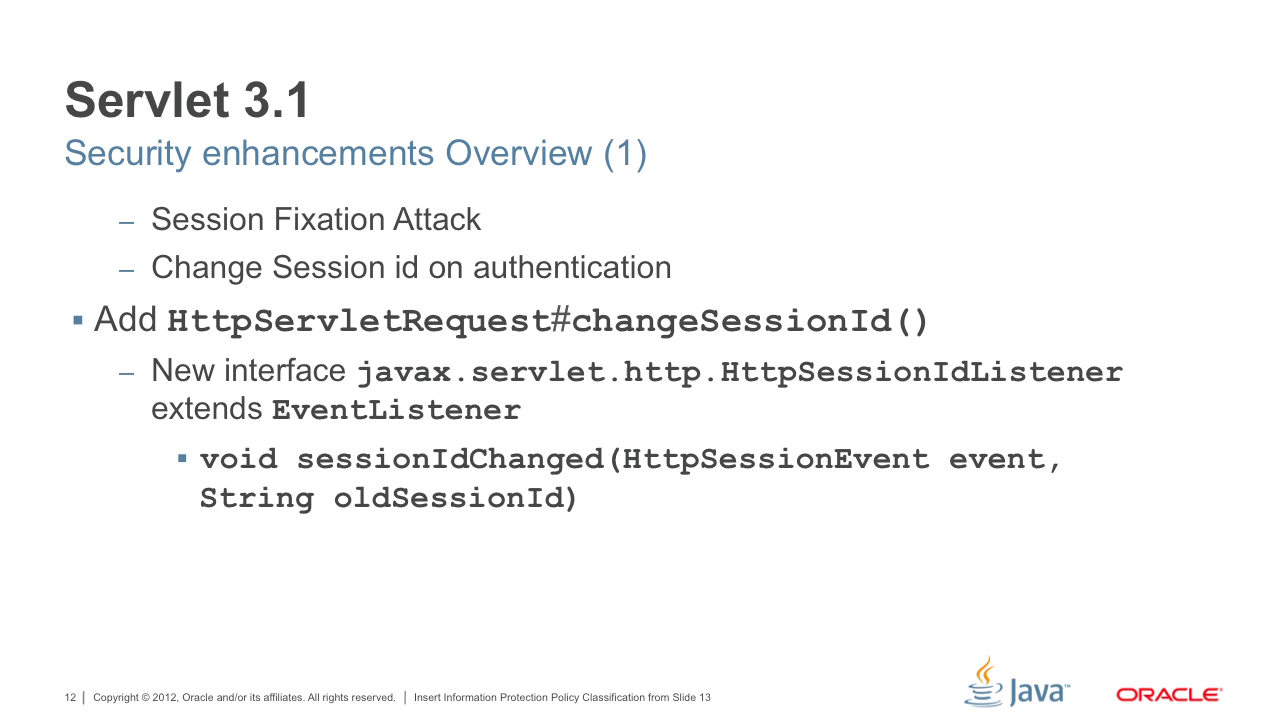 Servlet 3.1
Security enhancements Overview (1)
– Session Fixation Attack
– Change Session id on authentication
▪ Add HttpServletRequest#changeSessionId()
– New interface javax.servlet.http.HttpSessionIdListener
extends EventListener
▪ void sessionIdChanged(HttpSessionEvent event,
String oldSessionId)
12 | Copyright © 2012, Oracle and/or its affiliates. All rights reserved. | Insert Information Protection Policy Classification from Slide 13
Java™
ORACLE®